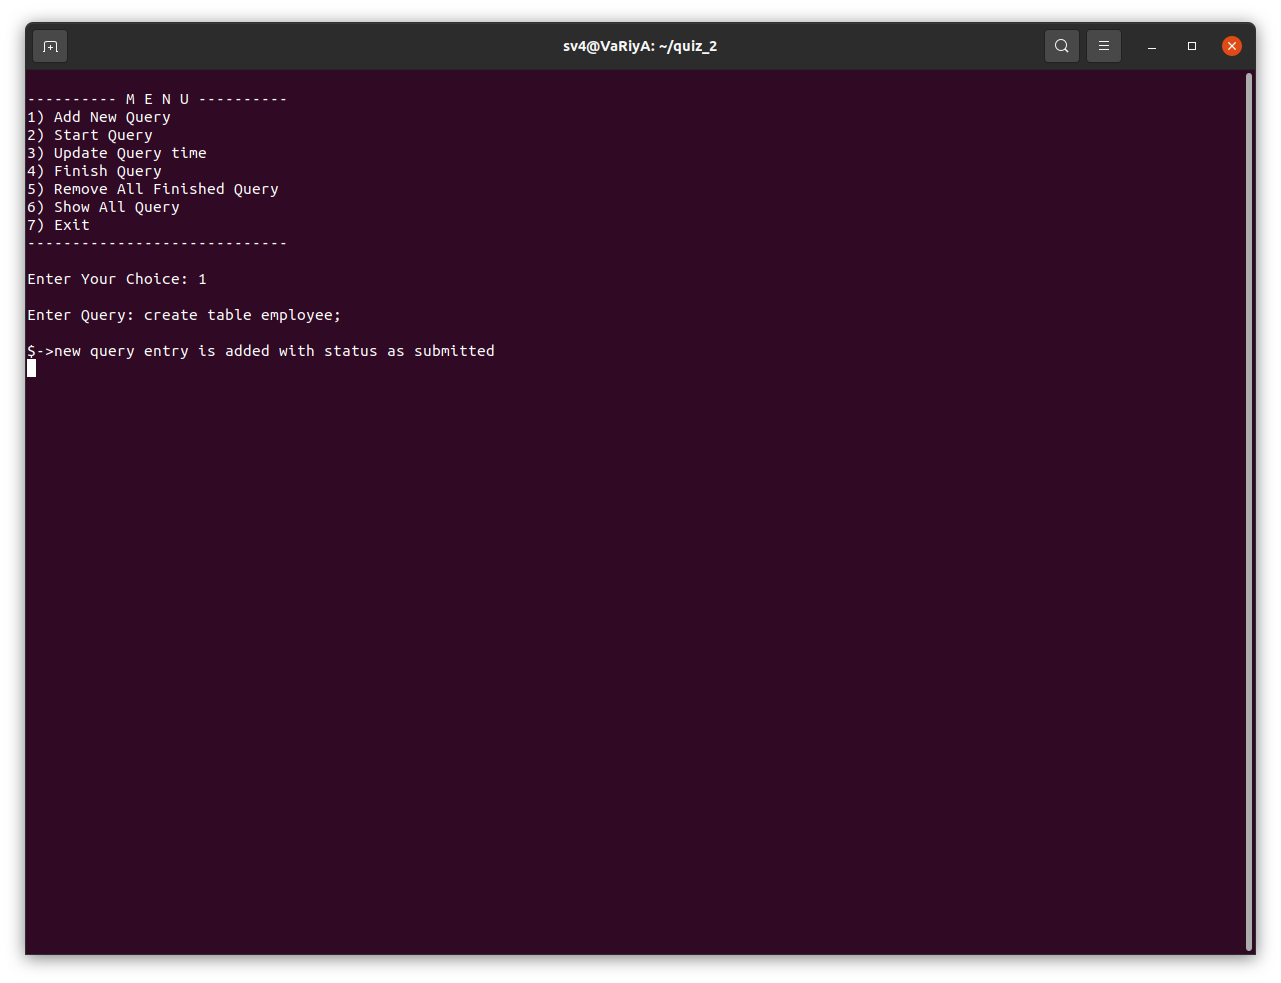 sv4@VaRiyA: ~/quiz_2
---------- M E N U ----------
1) Add New Query
2) Start Query
3) Update Query time
4) Finish Query
5) Remove All Finished Query
6) Show All Query
7) Exit
-----------------------------
Enter Your Choice: 1
Enter Query: create table employee;
$->new query entry is added with status as submitted